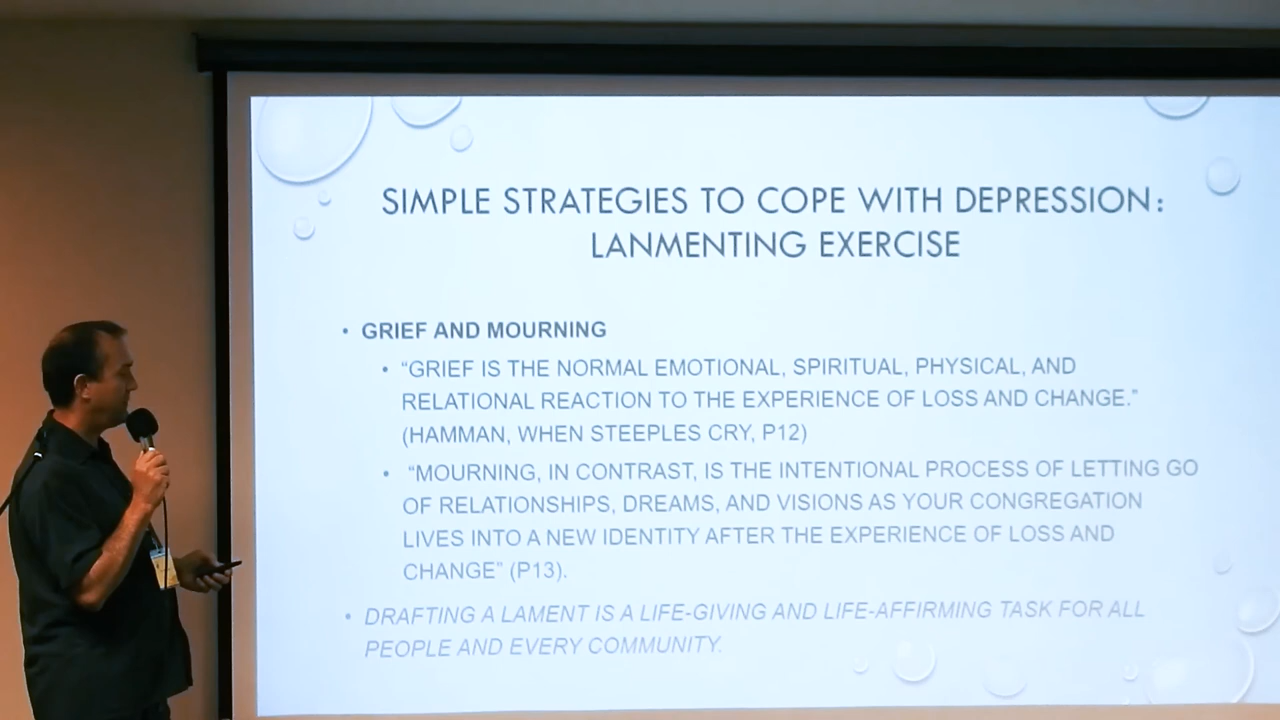 SIMPLE STRATEGIES TO COPE WITH DEPRESSION:
LANMENTING EXERCISE
• GRIEF AND MOURNING
• “GRIEF IS THE NORMAL EMOTIONAL, SPIRITUAL, PHYSICAL, AND
RELATIONAL REACTION TO THE EXPERIENCE OF LOSS AND CHANGE.”
(HAMMAN, WHEN STEEPLES CRY, P12)
• “MOURNING, IN CONTRAST, IS THE INTENTIONAL PROCESS OF LETTING GO
OF RELATIONSHIPS, DREAMS, AND VISIONS AS YOUR CONGREGATION
LIVES INTO A NEW IDENTITY AFTER THE EXPERIENCE OF LOSS AND
CHANGE” (P13).
• DRAFTING A LAMENT IS A LIFE-GIVING AND LIFE-AFFIRMING TASK FOR ALL
PEOPLE AND EVERY COMMUNITY.